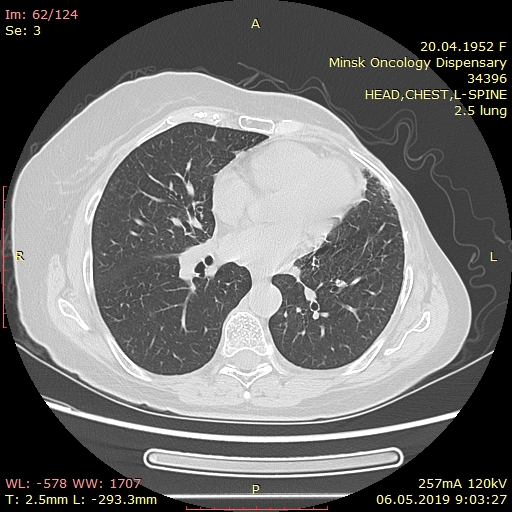 Im: 62/124
Se: 3
A
20.04.1952 F
Minsk Oncology Dispensary
34396
HEAD,CHEST,L-SPINE
2.5 lung
R
L
WL: -578 WW: 1707
T: 2.5mm L: -293.3mm
P
257mA 120kV
06.05.2019 9:03:27